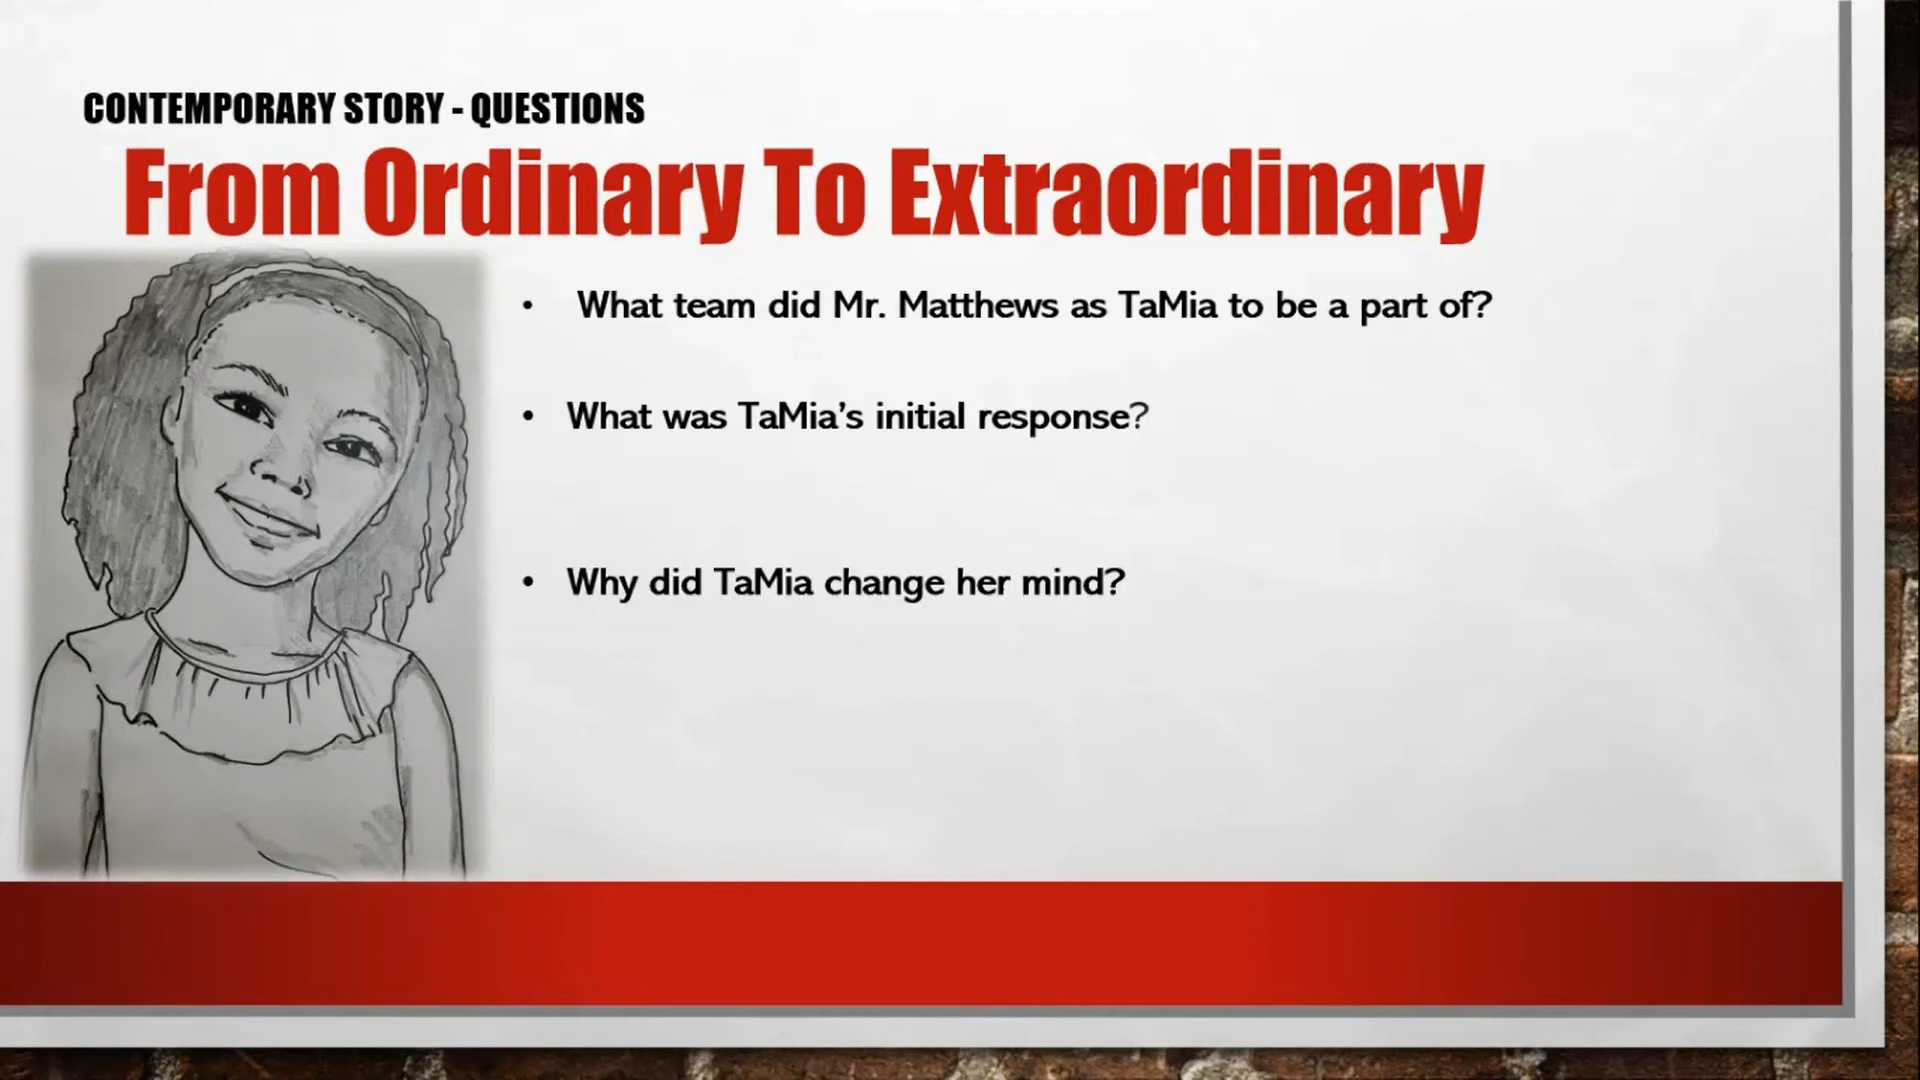 CONTEMPORARY STORY - QUESTIONS
From Ordinary To Extraordinary
• What team did Mr. Matthews as TaMia to be a part of?
• What was TaMia's initial response?
• Why did TaMia change her mind?